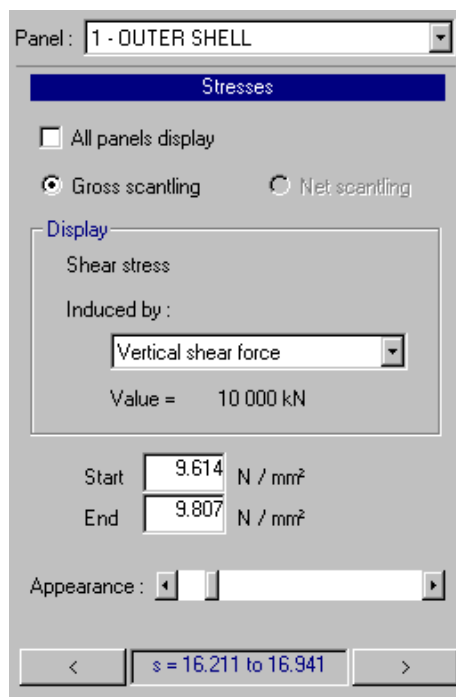 Panel : 1 - OUTER SHELL
Stresses
All panels display
Gross scantling Net scantling
Display
Shear stress
Induced by :
Vertical shear force
Value = 10 000 kN
Start 9.614 N / mm²
End 9.807 N / mm²
Appearance :
< s = 16.211 to 16.941 >